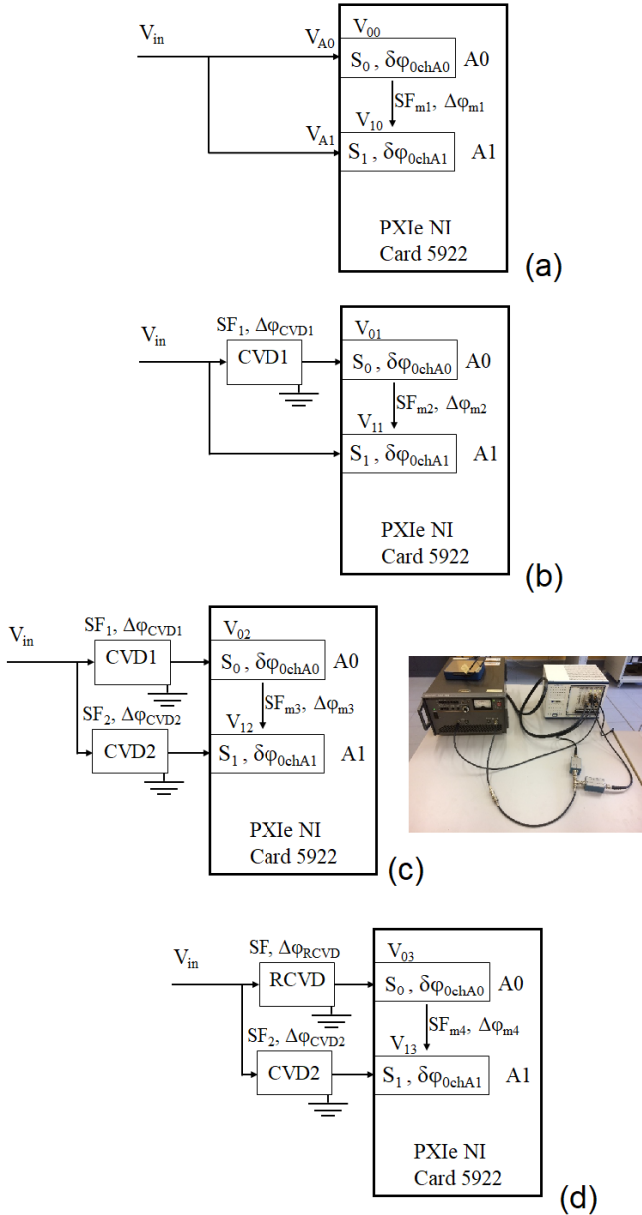 V_in V_A0 V_00
S_0 , δφ_0chA0 A0
SF_m1, Δφ_m1
V_A1 V_10
S_1 , δφ_0chA1 A1
PXIe NI
Card 5922
(a)
SF_1, Δφ_CVD1
V_in V_01
CVD1 S_0 , δφ_0chA0 A0
SF_m2, Δφ_m2
V_11
S_1 , δφ_0chA1 A1
PXIe NI
Card 5922
(b)
SF_1, Δφ_CVD1
V_in V_02
CVD1 S_0 , δφ_0chA0 A0
SF_2, Δφ_CVD2 SF_m3, Δφ_m3
V_12
CVD2 S_1 , δφ_0chA1 A1
PXIe NI
Card 5922
(c)
SF, Δφ_RCVD
V_in V_03
RCVD S_0 , δφ_0chA0 A0
SF_2, Δφ_CVD2 SF_m4, Δφ_m4
V_13
CVD2 S_1 , δφ_0chA1 A1
PXIe NI
Card 5922
(d)